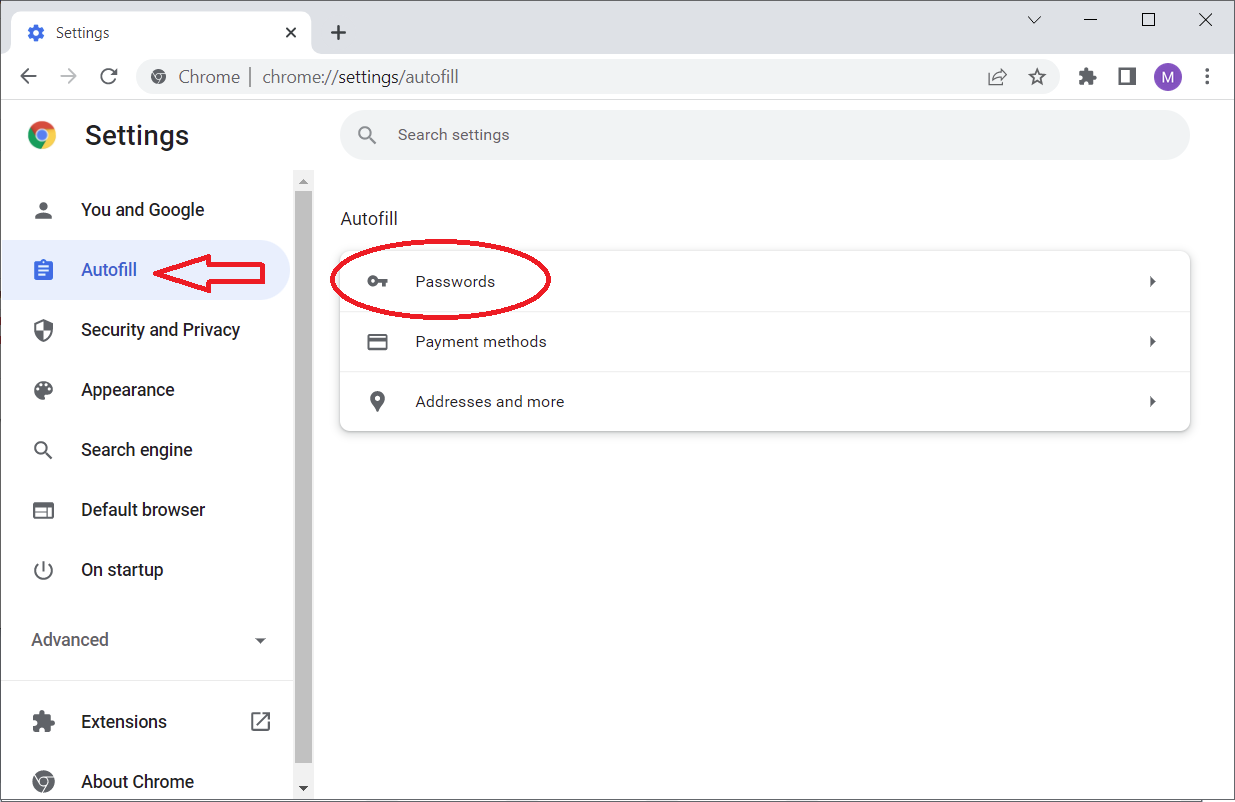 Settings
Chrome | chrome://settings/autofill
M
Settings
Search settings
You and Google
Autofill
Security and Privacy
Appearance
Search engine
Default browser
On startup
Advanced
Extensions
About Chrome
Autofill
Passwords
Payment methods
Addresses and more